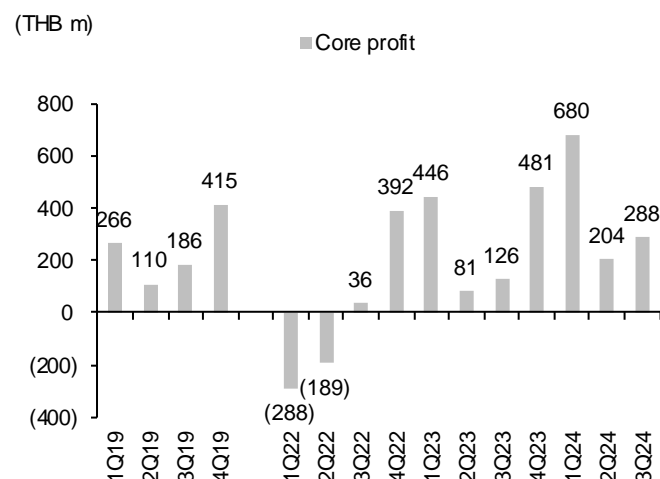 (THB m)
Core profit
800
600
400
200
0
(200)
(400)
266
110
186
415
(288)
(189)
36
392
446
81
126
481
680
204
288
1Q19
2Q19
3Q19
4Q19
1Q22
2Q22
3Q22
4Q22
1Q23
2Q23
3Q23
4Q23
1Q24
2Q24
3Q24